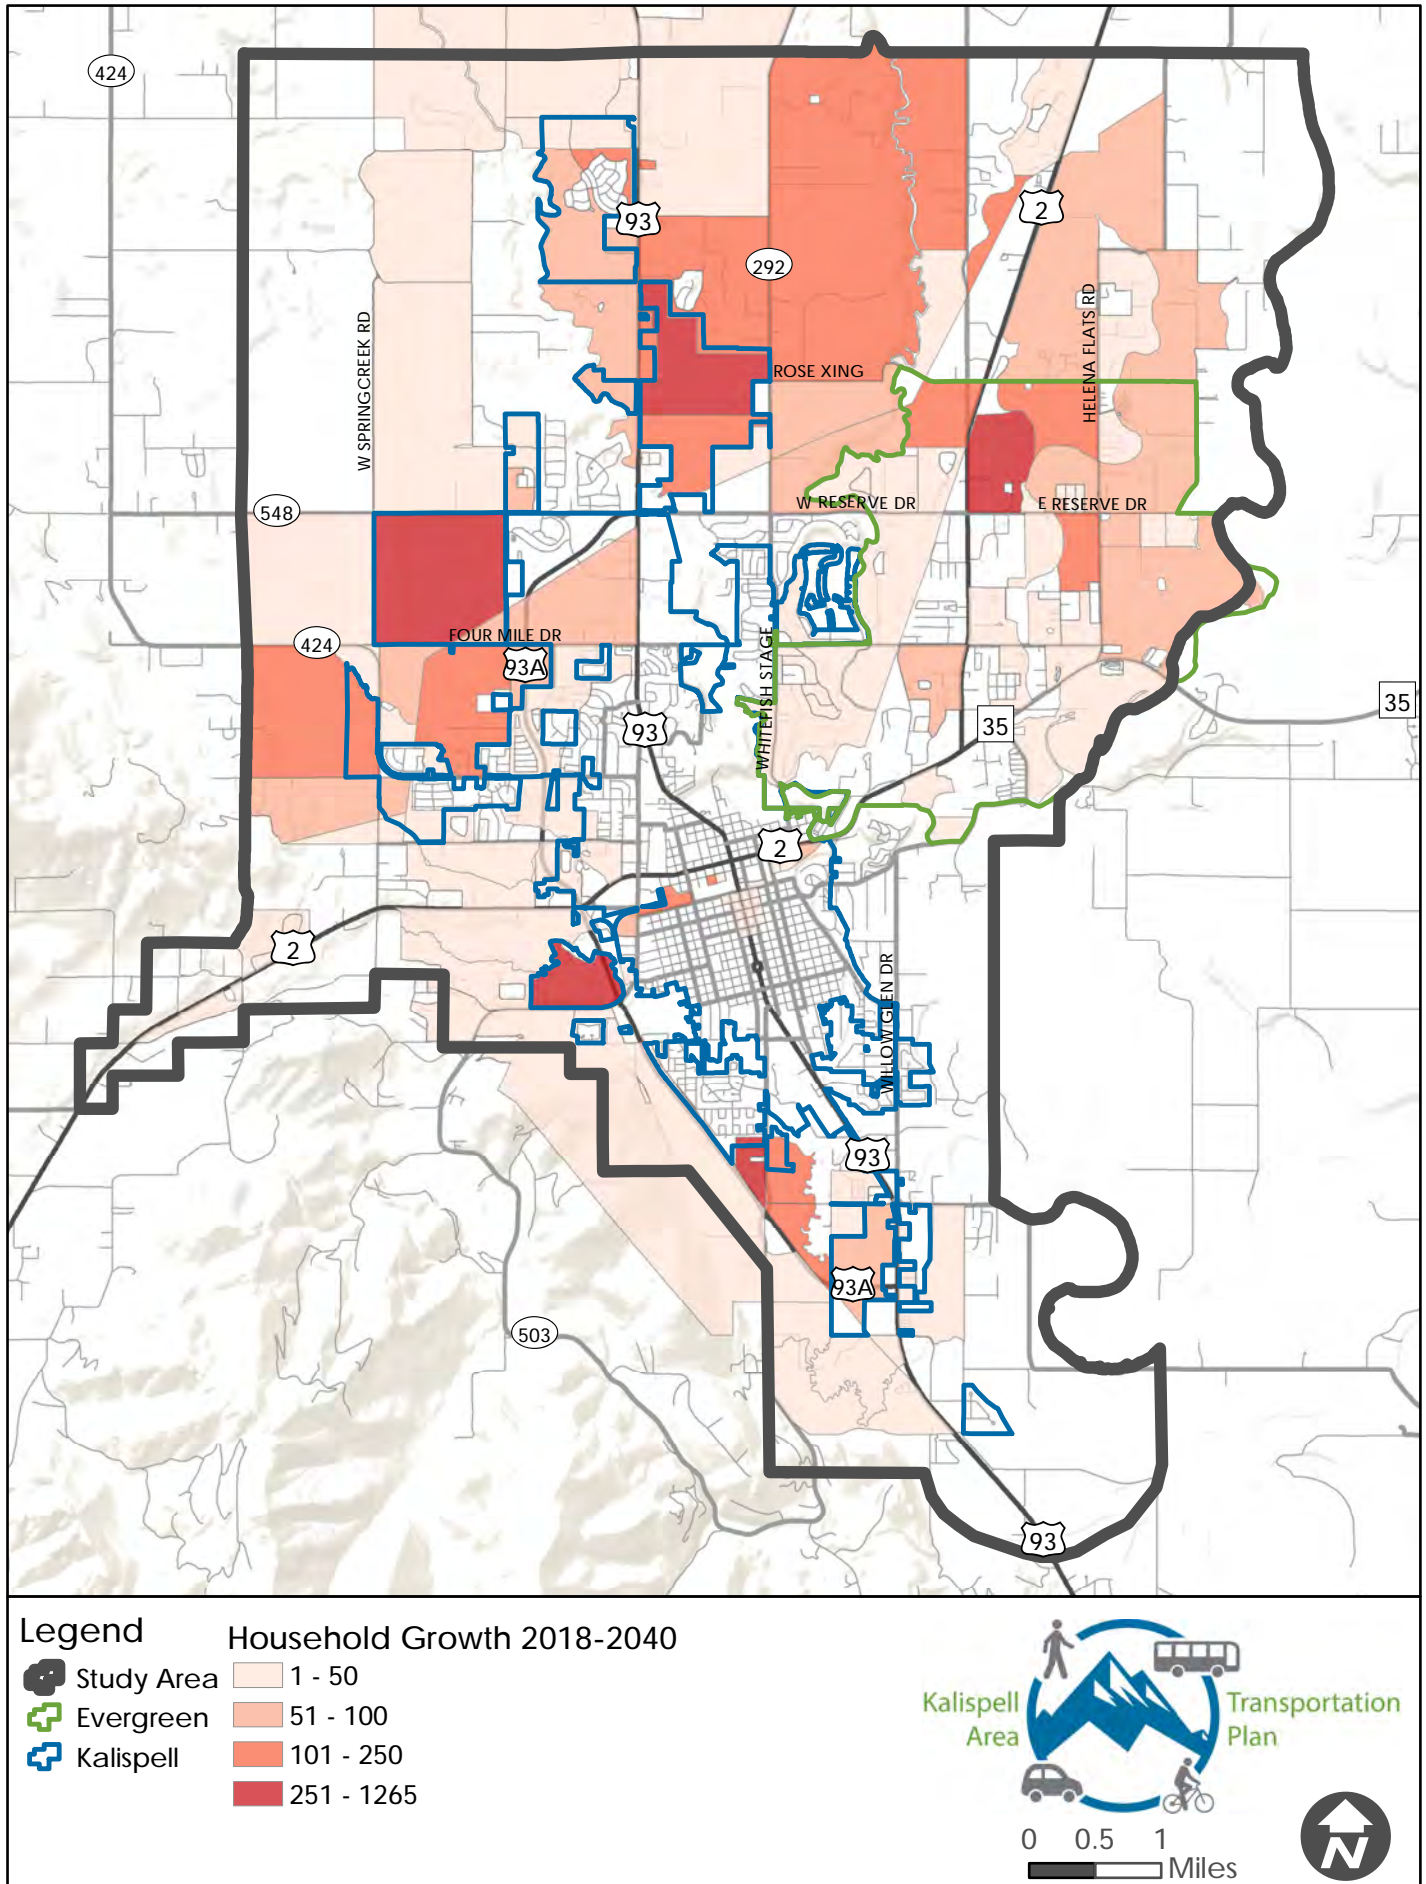 424
93
2
292
W SPRINGCREEK RD
HELENA FLATS RD
ROSE XING
548
W RESERVE DR
E RESERVE DR
424
FOUR MILE DR
93A
WHITEFISH STAGE
93
35
35
2
2
WILLOW GLEN DR
93
93A
503
93
Legend
Study Area
Evergreen
Kalispell
Household Growth 2018-2040
1 - 50
51 - 100
101 - 250
251 - 1265
Kalispell
Area
Transportation
Plan
0 0.5 1
Miles
N